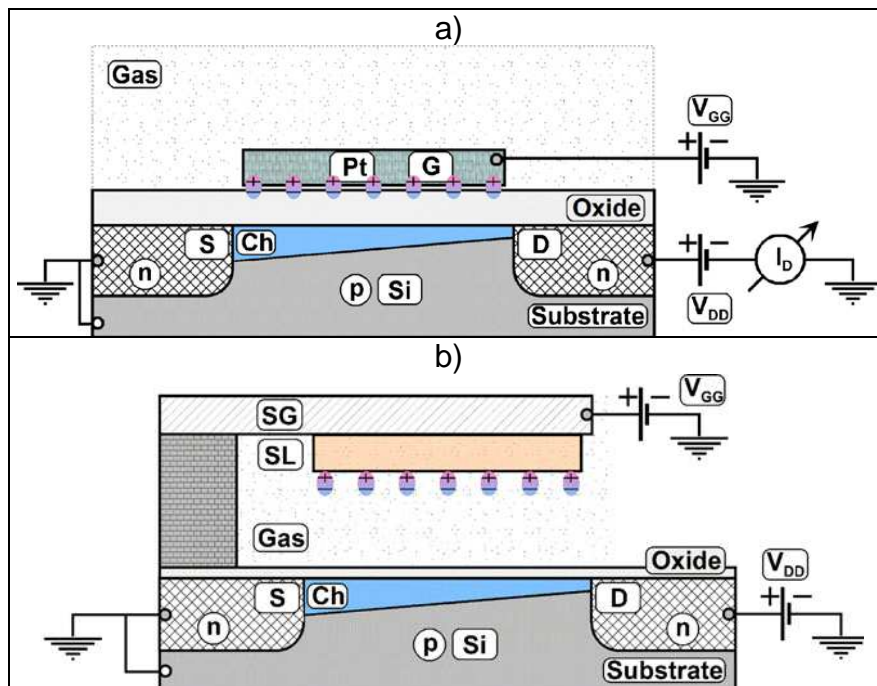 a)
Gas
V_GG
+ −
Pt G
+ + + + + + +
Oxide
S Ch D
+ −
I_D
n p Si n
V_DD
Substrate
b)
SG
+ −
V_GG
SL
+ + + + + + +
Gas
Oxide
V_DD
S Ch D
+ −
n p Si n
Substrate